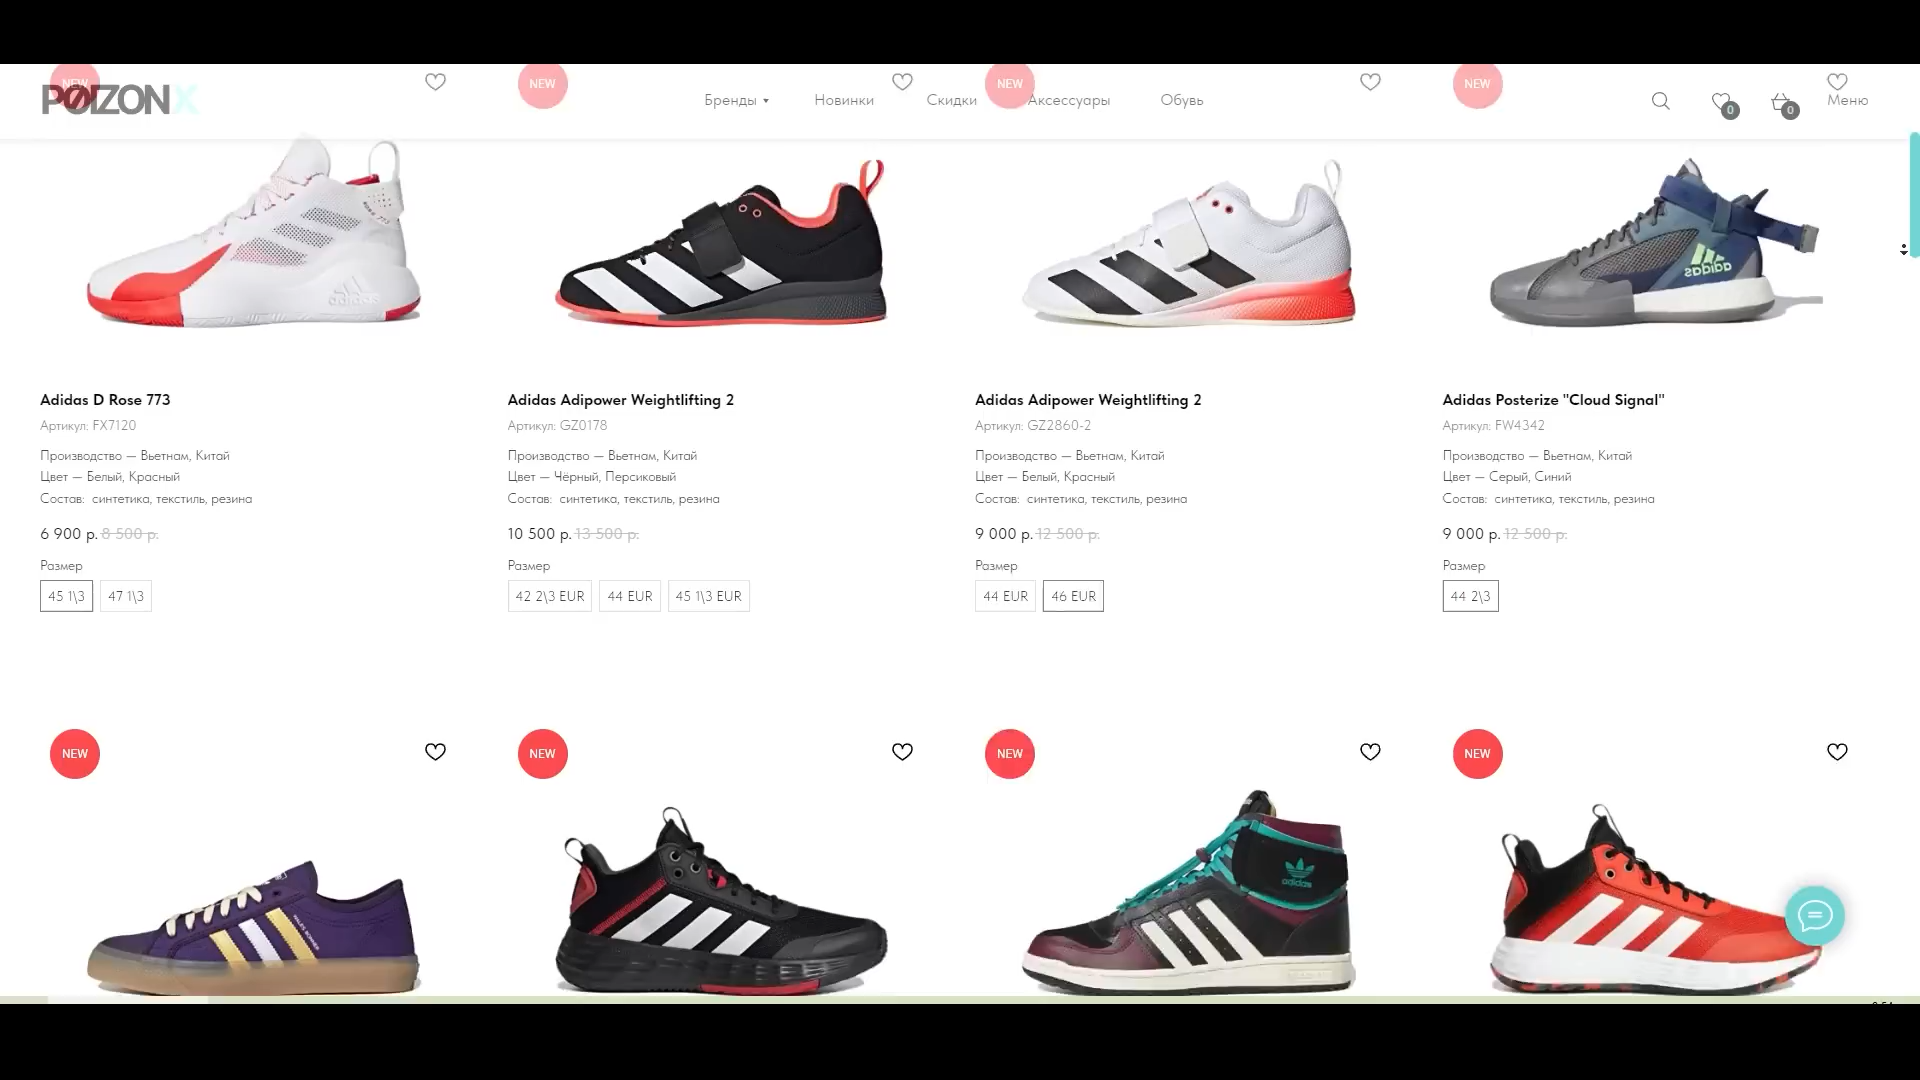 NEW NEW NEW NEW
POIZONX Бренды Новинки Скидки Аксессуары Обувь 0 0 Меню
Adidas D Rose 773
Артикул: FX7120
Производство — Вьетнам, Китай
Цвет — Белый, Красный
Состав: синтетика, текстиль, резина
6 900 р. 8 500 р.
Размер
45 1\3 47 1\3
Adidas Adipower Weightlifting 2
Артикул: GZ0178
Производство — Вьетнам, Китай
Цвет — Чёрный, Персиковый
Состав: синтетика, текстиль, резина
10 500 р. 13 500 р.
Размер
42 2\3 EUR 44 EUR 45 1\3 EUR
Adidas Adipower Weightlifting 2
Артикул: GZ2860-2
Производство — Вьетнам, Китай
Цвет — Белый, Красный
Состав: синтетика, текстиль, резина
9 000 р. 12 500 р.
Размер
44 EUR 46 EUR
adidas
Adidas Posterize "Cloud Signal"
Артикул: FW4342
Производство — Вьетнам, Китай
Цвет — Серый, Синий
Состав: синтетика, текстиль, резина
9 000 р. 12 500 р.
Размер
44 2\3
NEW NEW NEW NEW
adidas